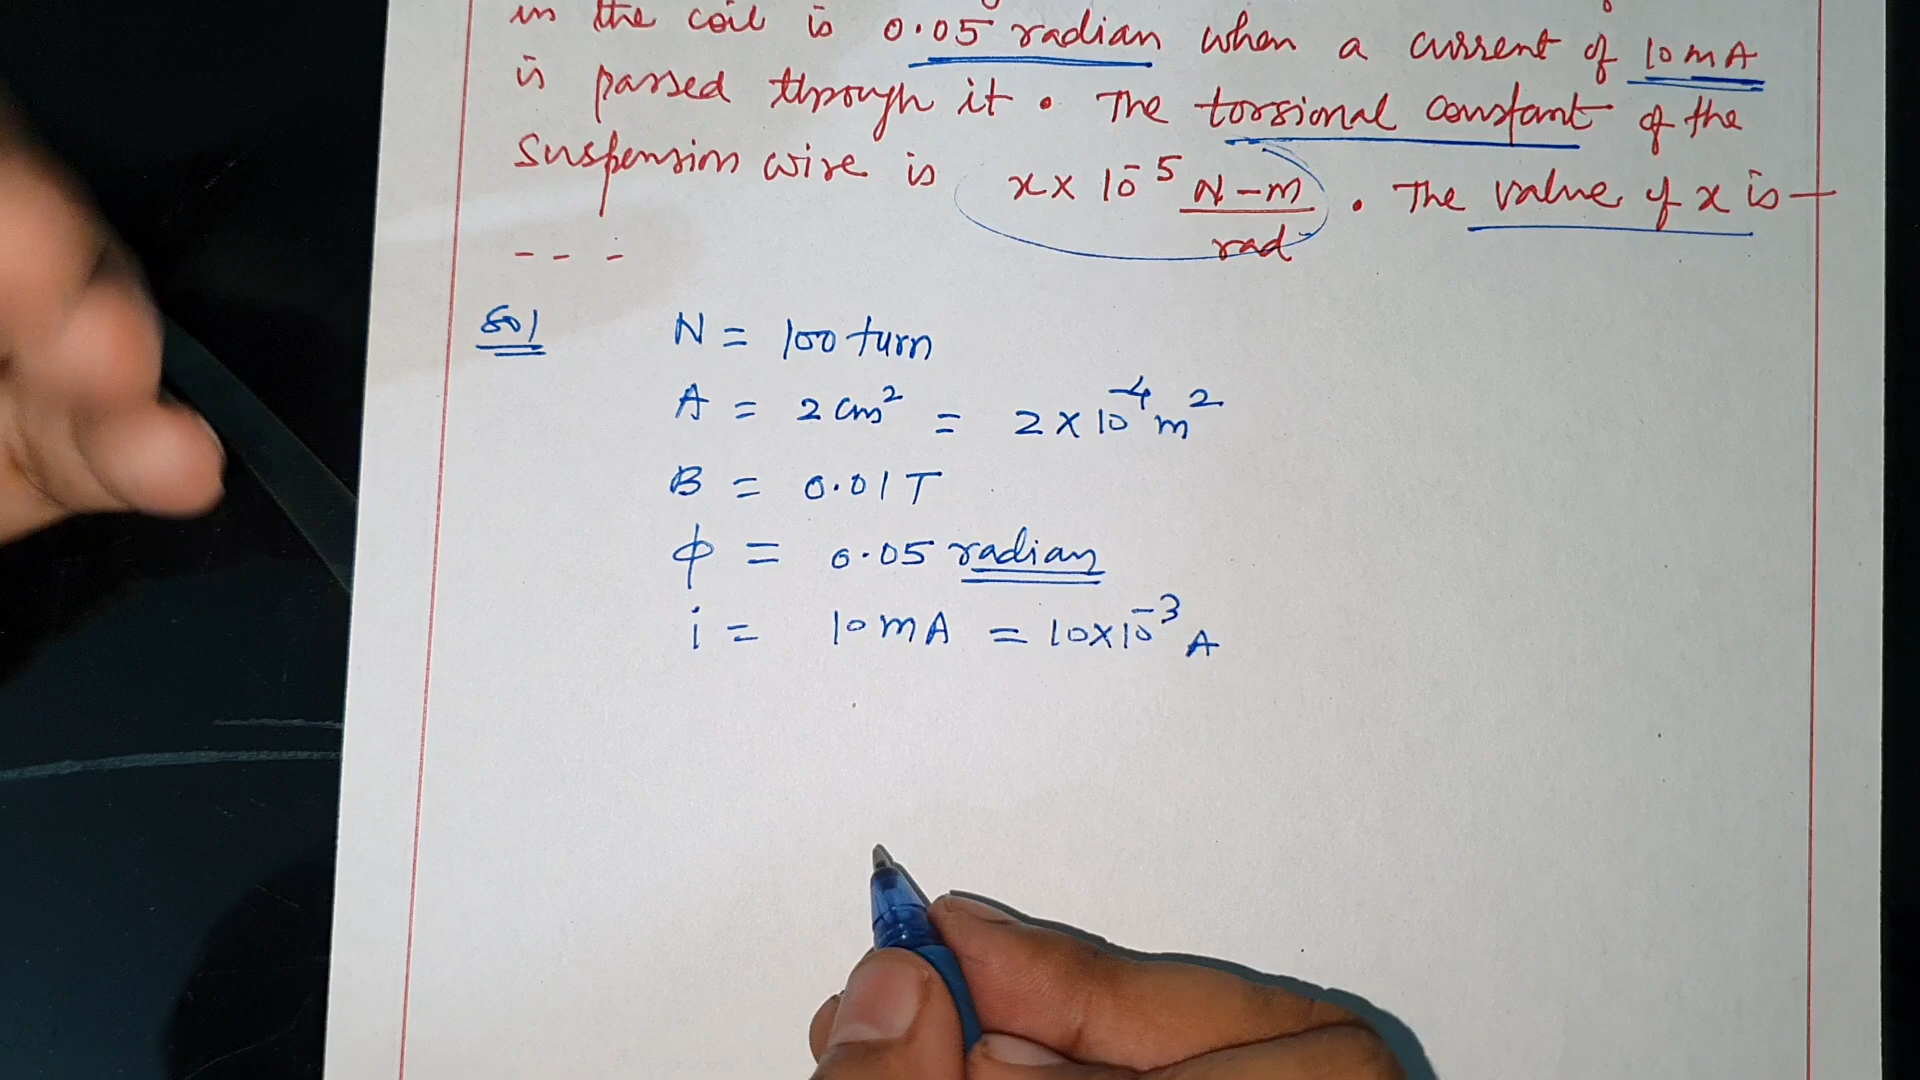 in the coil is 0.05 radian when a current of 10mA
is passed through it. The torsional constant of the
suspension wire is x × 10⁻⁵ N-m/rad. The value of x is –
- - -
Sol
N = 100 turn
A = 2 cm² = 2 × 10⁻⁴ m²
B = 0.01 T
ϕ = 0.05 radian
i = 10 mA = 10×10⁻³ A